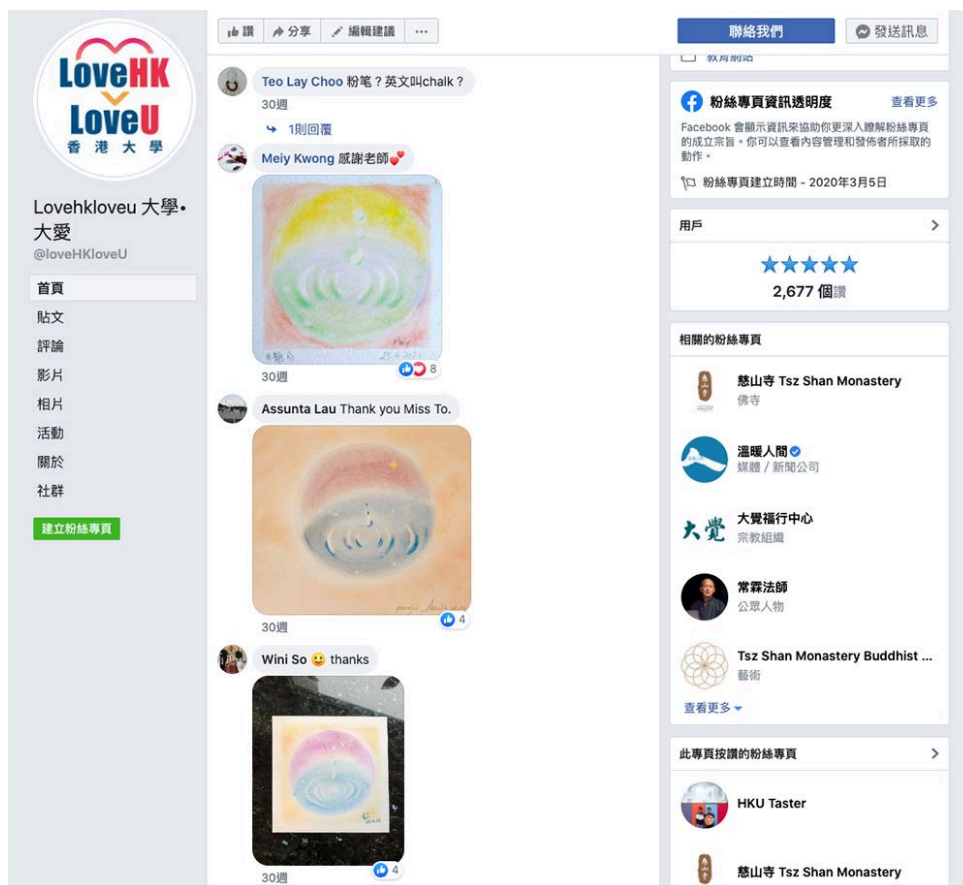 LoveHK
LoveU
香港大學
Lovehkloveu 大學•
大愛
@loveHKloveU
首頁
貼文
評論
影片
相片
活動
關於
社群
建立粉絲專頁
讚
分享
編輯建議
...
聯絡我們
發送訊息
Teo Lay Choo 粉笔？英文叫chalk？
30週
1則回覆
Meiy Kwong 感謝老師💕
Meiy
30週
8
Assunta Lau Thank you Miss To.
30週
4
Wini So 🙂 thanks
30週
4
教育網站
粉絲專頁資訊透明度
查看更多
Facebook 會顯示資訊來協助你更深入瞭解粉絲專頁
的成立宗旨。你可以查看內容管理和發佈者所採取的
動作。
粉絲專頁建立時間 - 2020年3月5日
用戶
2,677 個讚
相關的粉絲專頁
慈山寺 Tsz Shan Monastery
佛寺
溫暖人間
媒體 / 新聞公司
大覺
大覺福行中心
宗教組織
常霖法師
公眾人物
Tsz Shan Monastery Buddhist ...
藝術
查看更多
此專頁按讚的粉絲專頁
HKU Taster
慈山寺 Tsz Shan Monastery